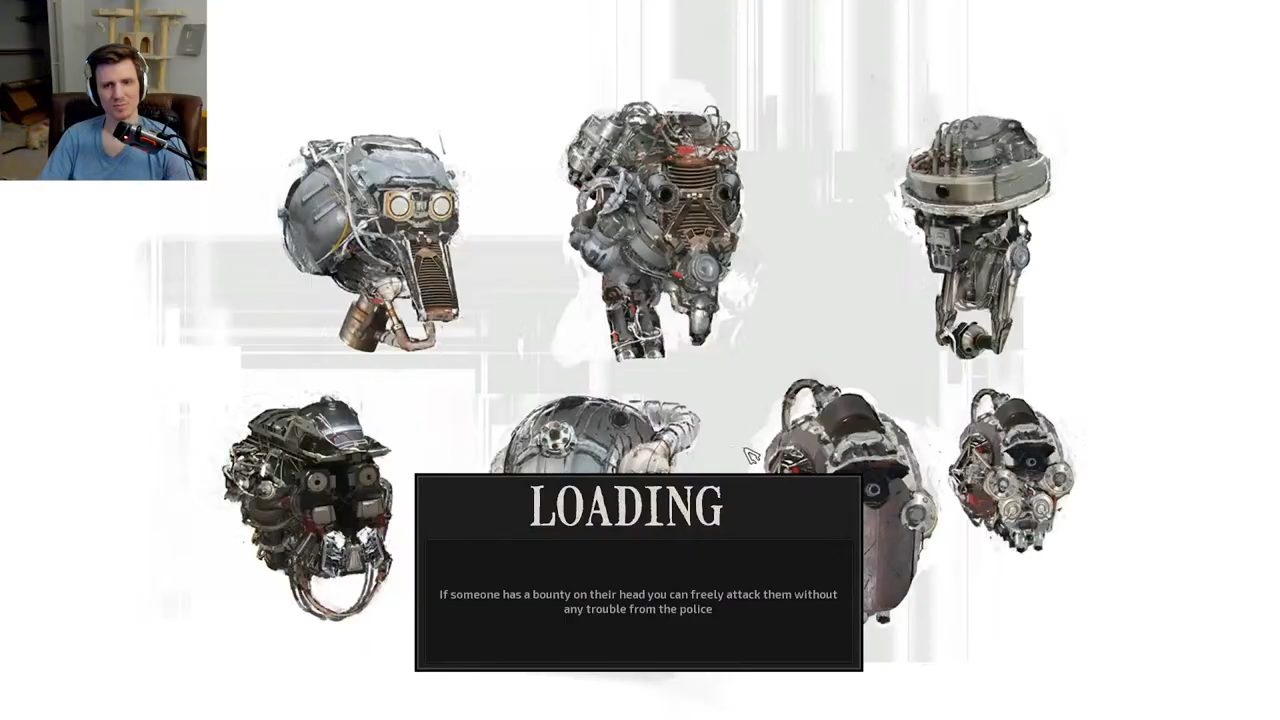 LOADING
If someone has a bounty on their head you can freely attack them without
any trouble from the police